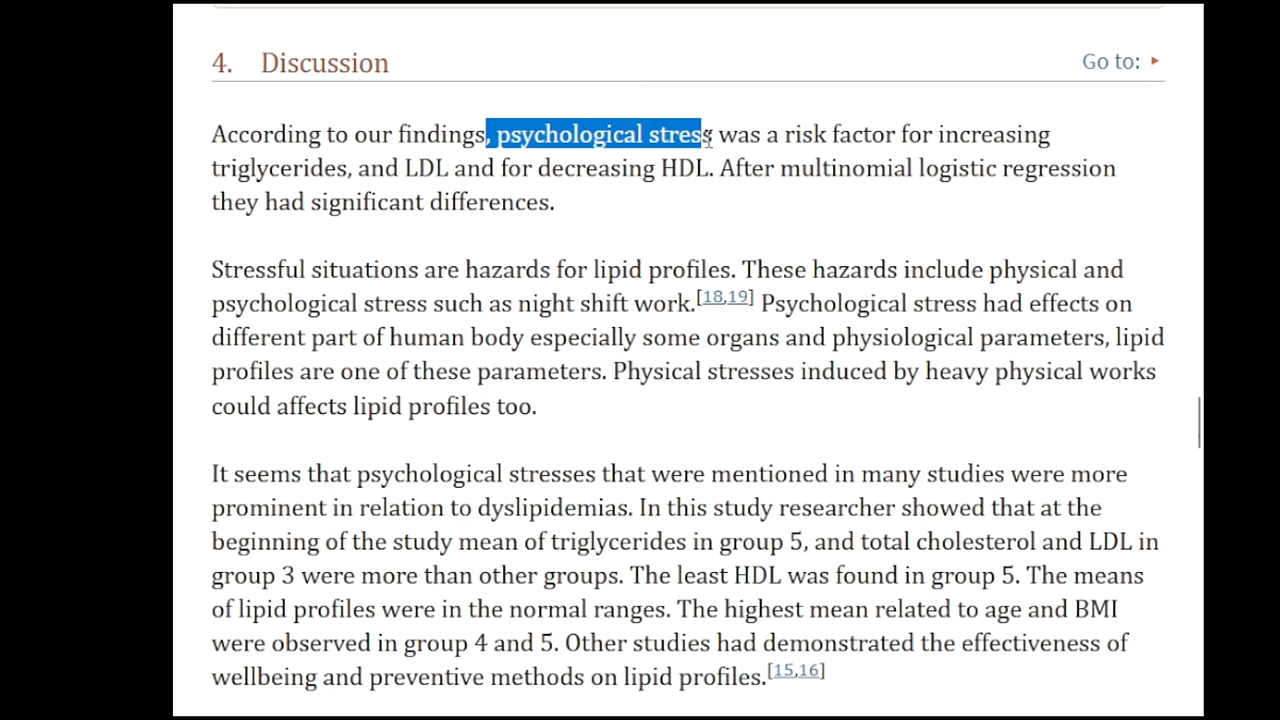 4. Discussion
Go to:
According to our findings, psychological stress was a risk factor for increasing
triglycerides, and LDL and for decreasing HDL. After multinomial logistic regression
they had significant differences.
Stressful situations are hazards for lipid profiles. These hazards include physical and
psychological stress such as night shift work.[18,19] Psychological stress had effects on
different part of human body especially some organs and physiological parameters, lipid
profiles are one of these parameters. Physical stresses induced by heavy physical works
could affects lipid profiles too.
It seems that psychological stresses that were mentioned in many studies were more
prominent in relation to dyslipidemias. In this study researcher showed that at the
beginning of the study mean of triglycerides in group 5, and total cholesterol and LDL in
group 3 were more than other groups. The least HDL was found in group 5. The means
of lipid profiles were in the normal ranges. The highest mean related to age and BMI
were observed in group 4 and 5. Other studies had demonstrated the effectiveness of
wellbeing and preventive methods on lipid profiles.[15,16]